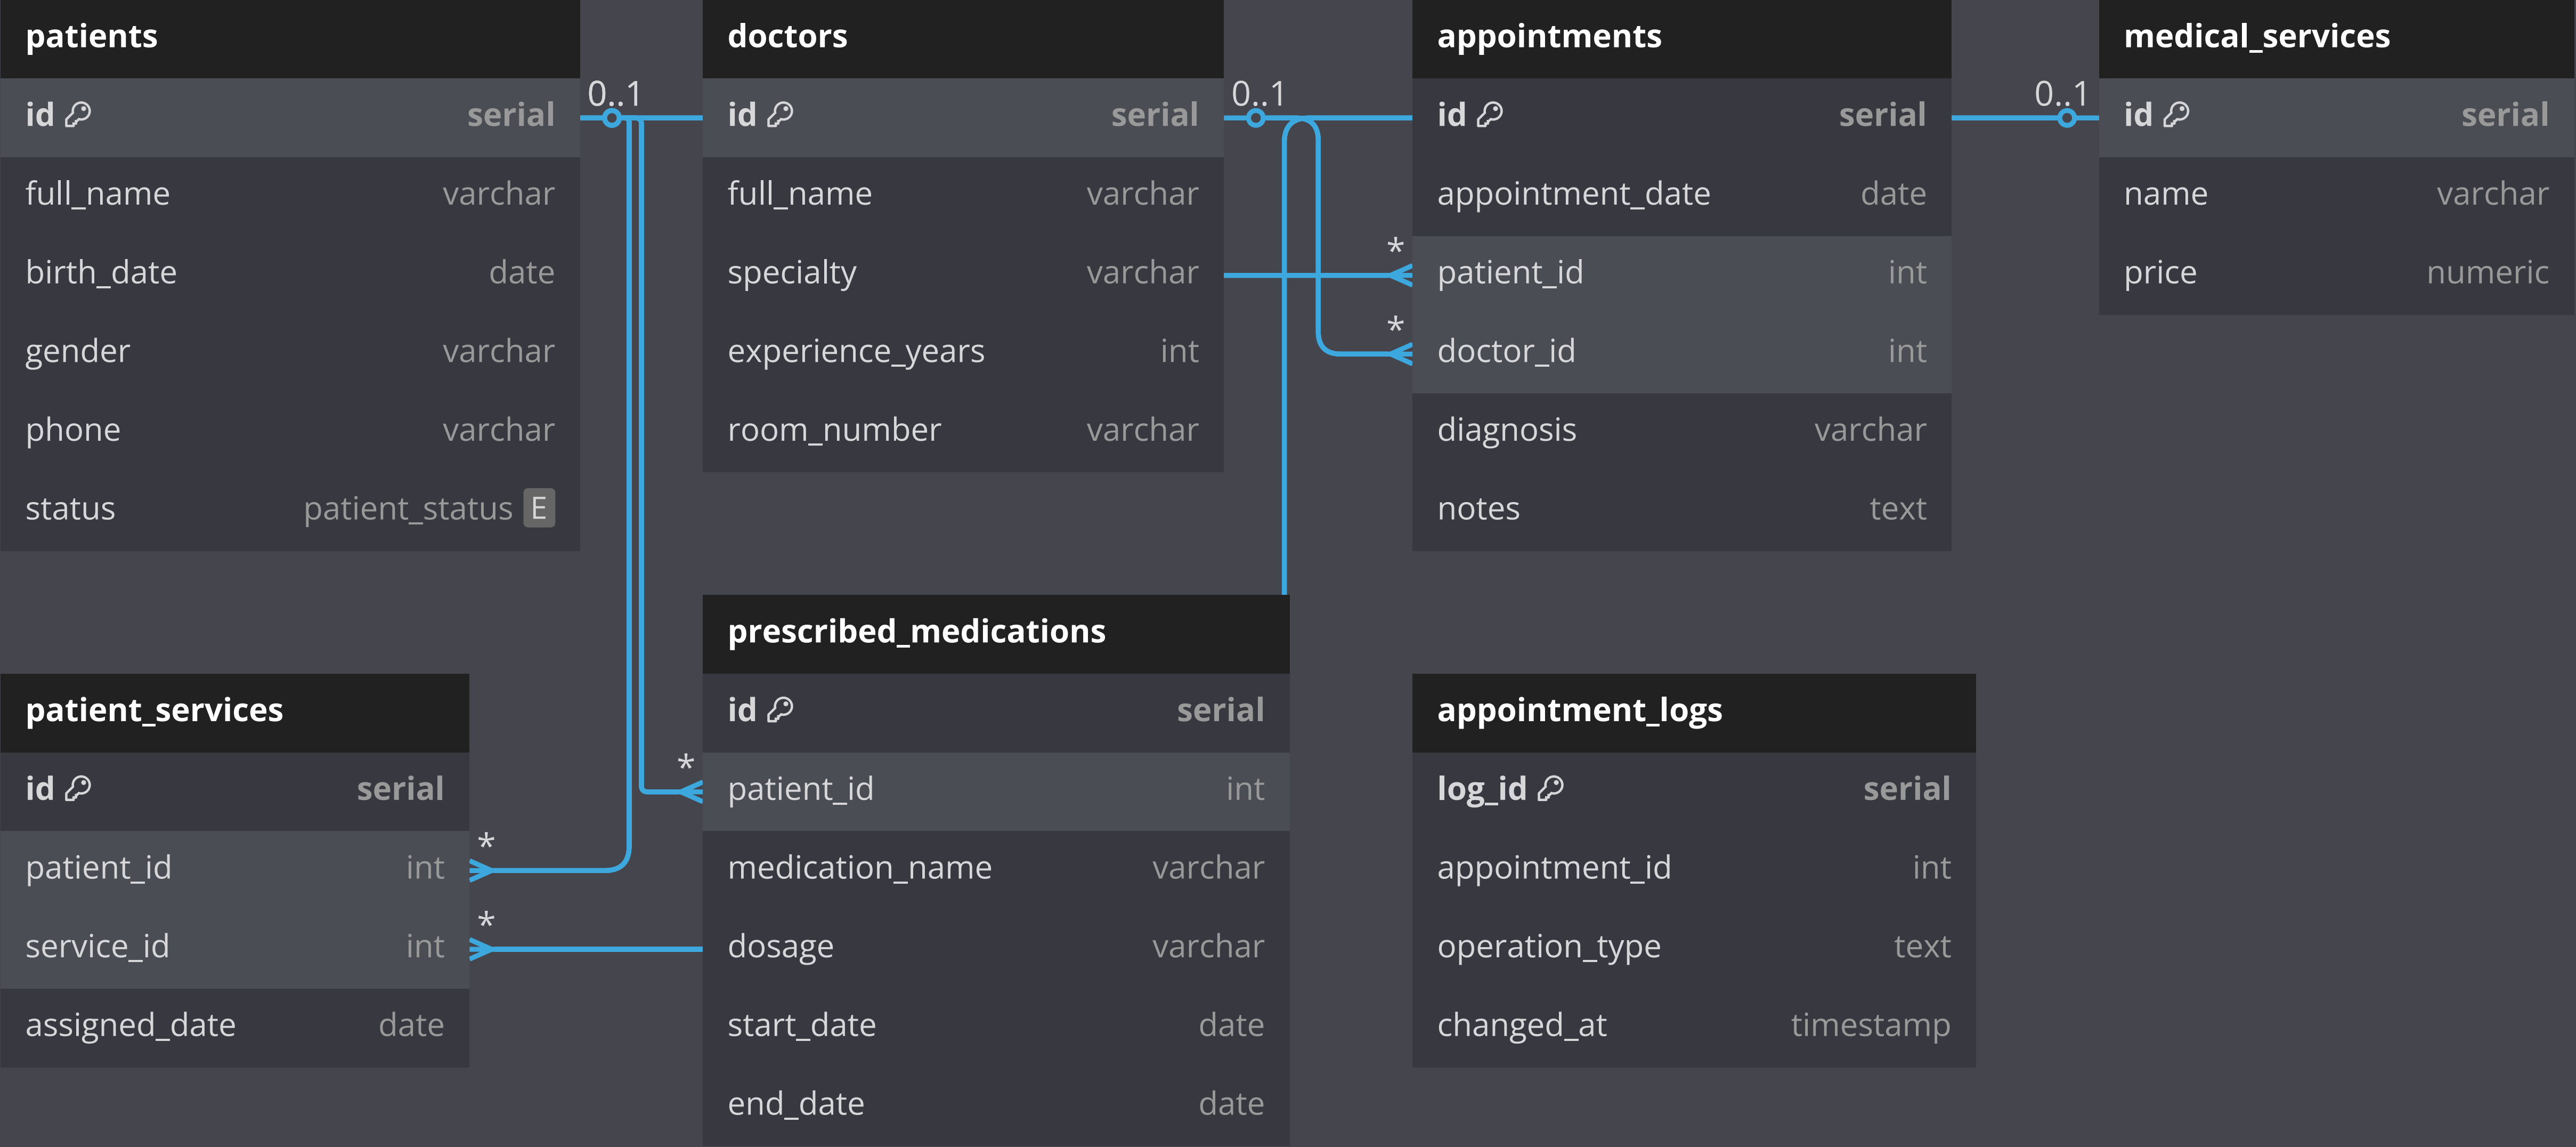 patients
id serial
full_name varchar
birth_date date
gender varchar
phone varchar
status patient_status E
0..1
doctors
id serial
full_name varchar
specialty varchar
experience_years int
room_number varchar
0..1
appointments
id serial
appointment_date date
* patient_id int
* doctor_id int
diagnosis varchar
notes text
0..1
medical_services
id serial
name varchar
price numeric
patient_services
id serial
patient_id int *
service_id int *
assigned_date date
prescribed_medications
id serial
* patient_id int
medication_name varchar
dosage varchar
start_date date
end_date date
appointment_logs
log_id serial
appointment_id int
operation_type text
changed_at timestamp